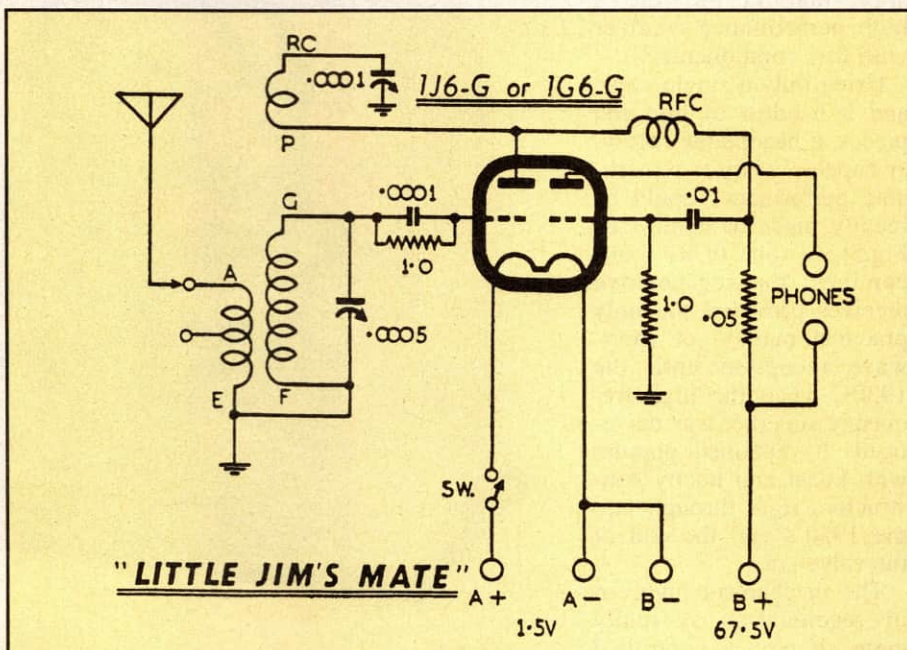 RC
.0001
1J6-G or 1G6-G
RFC
P
G
.0001
.01
1.0
A
.0005
1.0
.05
PHONES
E
F
SW.
"LITTLE JIM'S MATE"
A+
A-
B-
B+
1.5V
67.5V